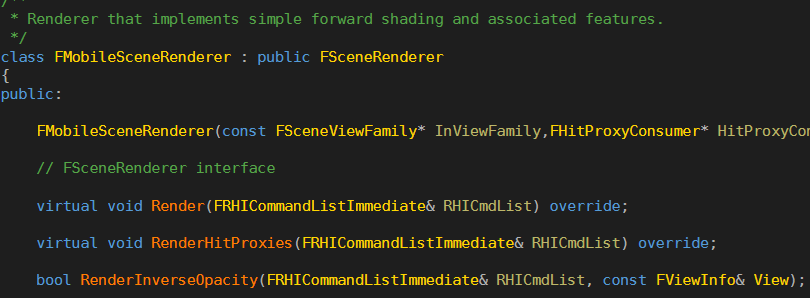 /**
 * Renderer that implements simple forward shading and associated features.
 */
class FMobileSceneRenderer : public FSceneRenderer
{
public:
    FMobileSceneRenderer(const FSceneViewFamily* InViewFamily,FHitProxyConsumer* HitProxyCon
    // FSceneRenderer interface
    virtual void Render(FRHICommandListImmediate& RHICmdList) override;
    virtual void RenderHitProxies(FRHICommandListImmediate& RHICmdList) override;
    bool RenderInverseOpacity(FRHICommandListImmediate& RHICmdList, const FViewInfo& View);